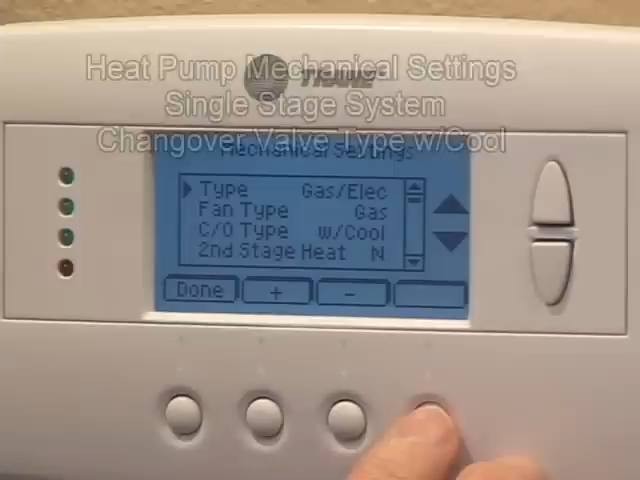 Heat Pump Mechanical Settings
TRANE
Single Stage System
Changover Valve Type w/Cool
Mechanical Settings
Type Gas/Elec
Fan Type Gas
C/O Type w/Cool
2nd Stage Heat N
Done + -